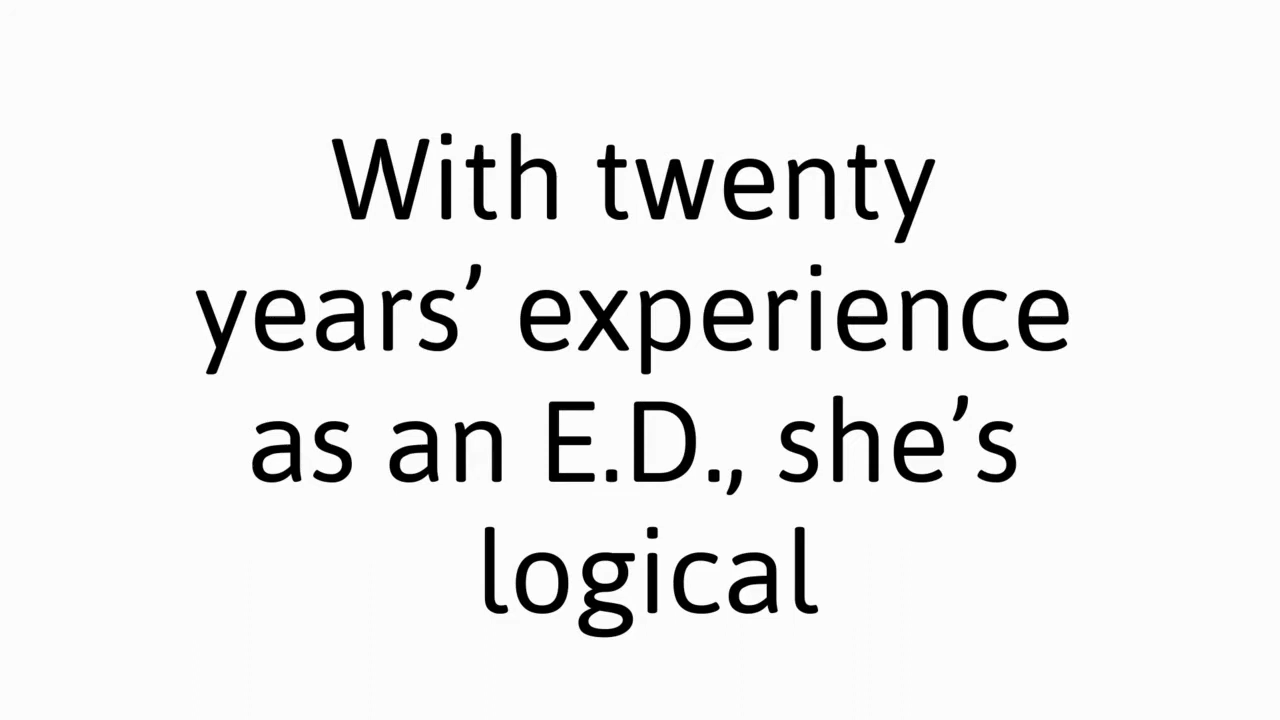 With twenty
years’ experience
as an E.D., she’s
logical